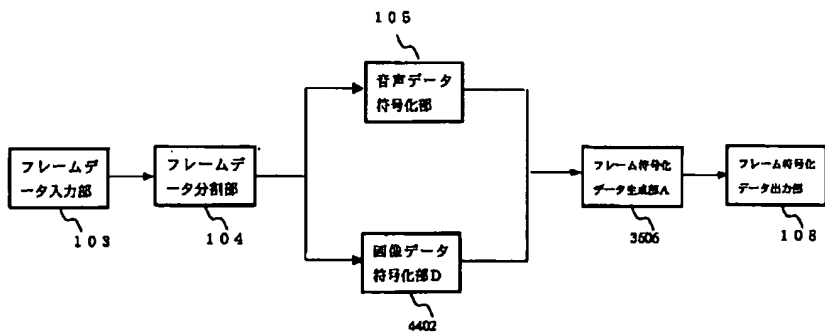 105
音声データ
符号化部
フレームデ
ータ入力部
103
フレームデ
ータ分割部
104
画像データ
符号化部D
4402
フレーム符号化
データ生成部A
3606
フレーム符号化
データ出力部
108